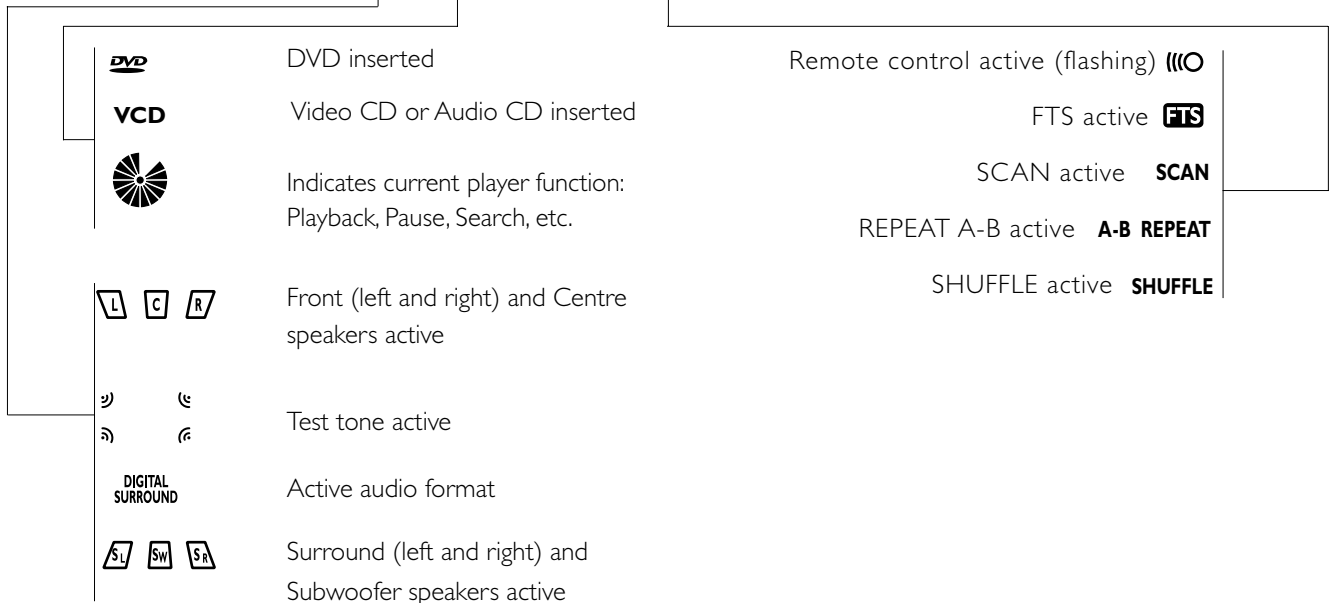 DVD DVD inserted
VCD Video CD or Audio CD inserted
Indicates current player function:
Playback, Pause, Search, etc.
L C R Front (left and right) and Centre
speakers active
Test tone active
DIGITAL
SURROUND Active audio format
SL SW SR Surround (left and right) and
Subwoofer speakers active
Remote control active (flashing)
FTS active FTS
SCAN active SCAN
REPEAT A-B active A-B REPEAT
SHUFFLE active SHUFFLE